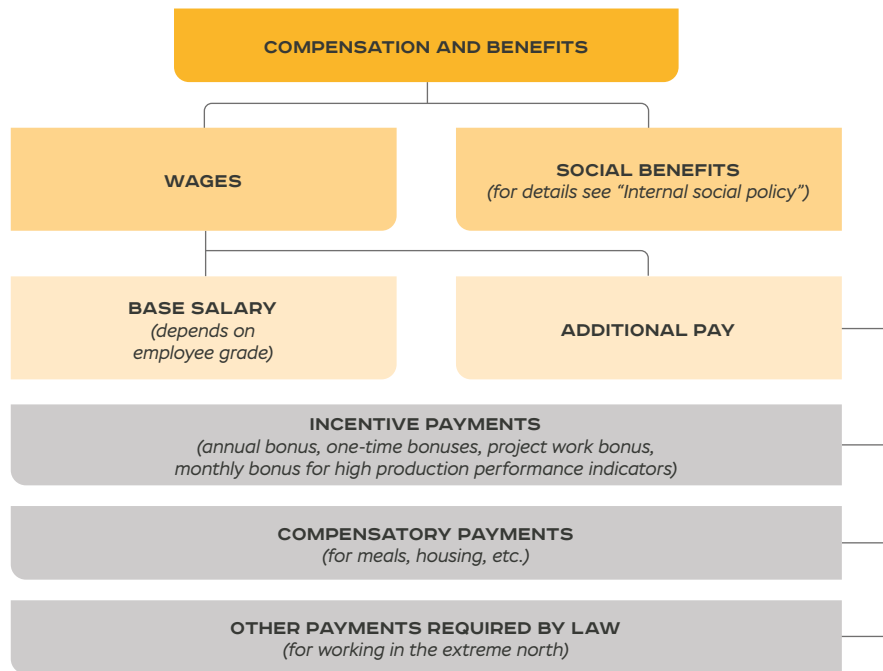 COMPENSATION AND BENEFITS
WAGES
SOCIAL BENEFITS
(for details see “Internal social policy”)
BASE SALARY
(depends on
employee grade)
ADDITIONAL PAY
INCENTIVE PAYMENTS
(annual bonus, one-time bonuses, project work bonus,
monthly bonus for high production performance indicators)
COMPENSATORY PAYMENTS
(for meals, housing, etc.)
OTHER PAYMENTS REQUIRED BY LAW
(for working in the extreme north)